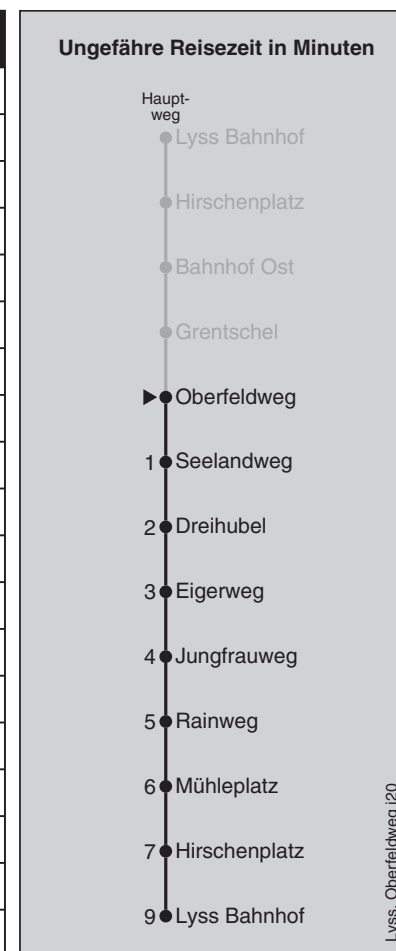 Ungefähre Reisezeit in Minuten
Haupt-
weg
Lyss Bahnhof
Hirschenplatz
Bahnhof Ost
Grentschel
Oberfeldweg
1 Seelandweg
2 Dreihubel
3 Eigerweg
4 Jungfrauweg
5 Rainweg
6 Mühleplatz
7 Hirschenplatz
9 Lyss Bahnhof
Lyss, Oberfeldweg j20